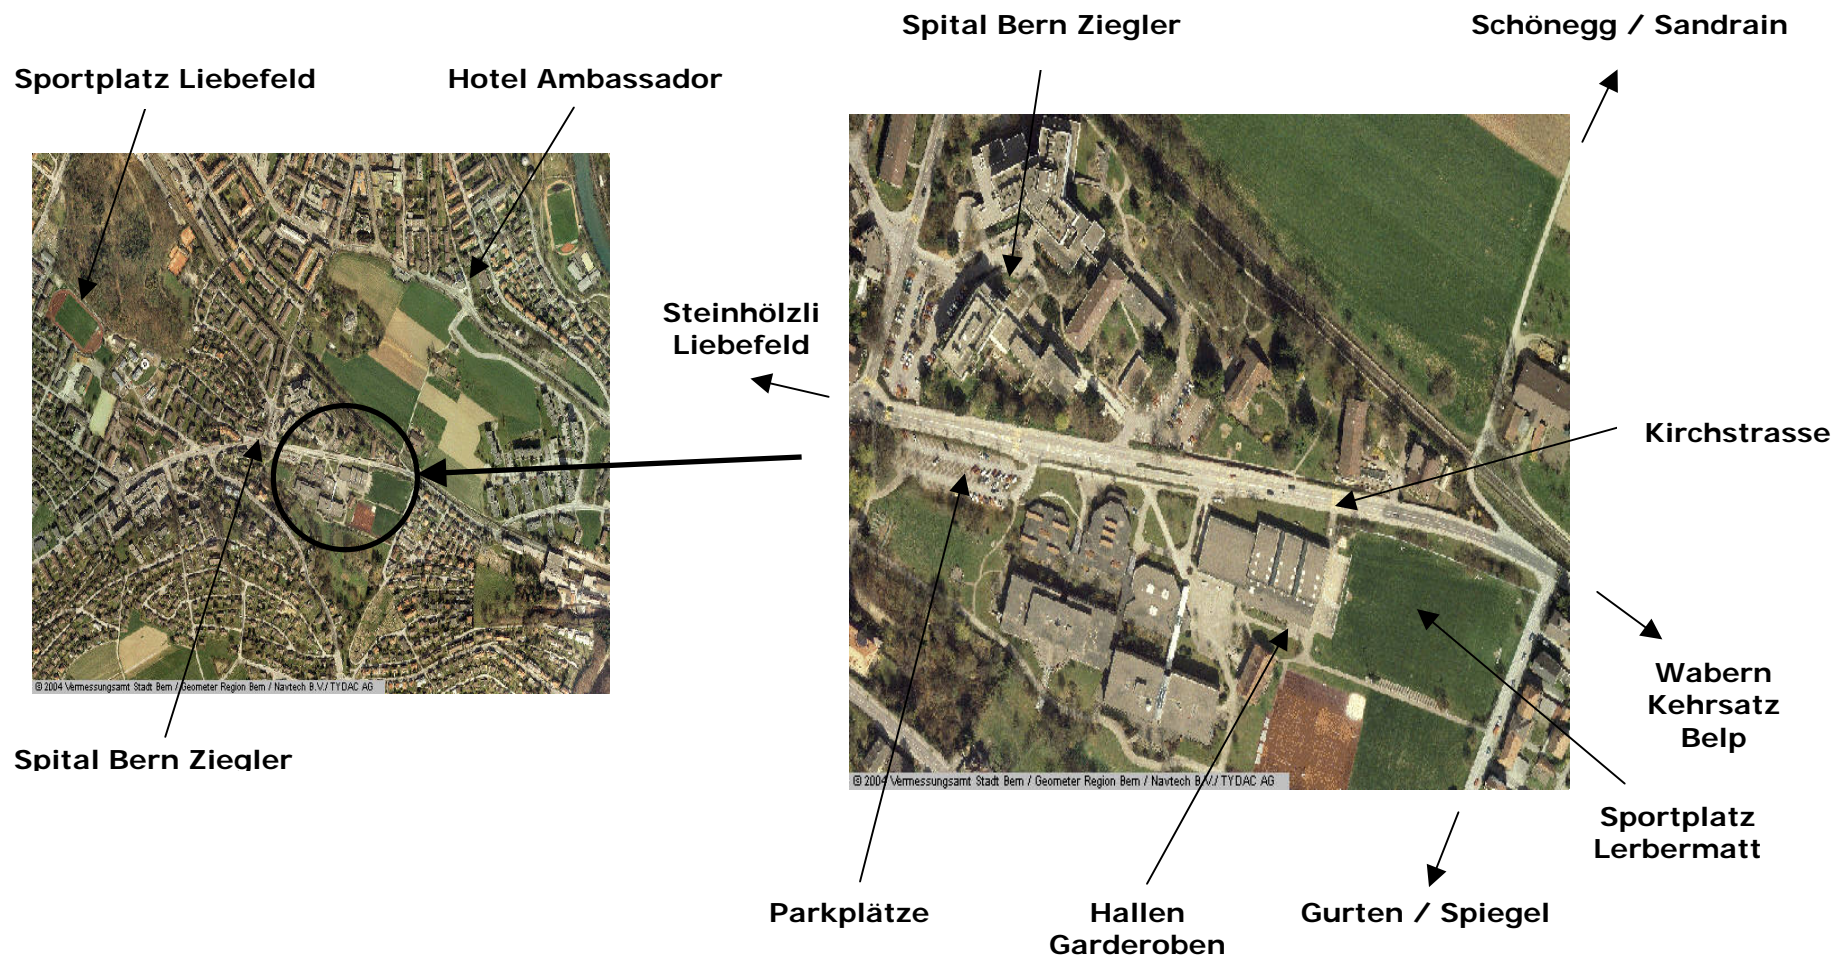 Spital Bern Ziegler
Schönegg / Sandrain
Sportplatz Liebefeld
Hotel Ambassador
Steinhölzli
Liebefeld
Kirchstrasse
© 2004 Vermessungsamt Stadt Bern / Geometer Region Bern / Navtech B.V./ TYDAC AG
Spital Bern Ziegler
Wabern
Kehrsatz
Belp
© 2004 Vermessungsamt Stadt Bern / Geometer Region Bern / Navtech B.V./ TYDAC AG
Sportplatz
Lerbermatt
Parkplätze
Hallen
Garderoben
Gurten / Spiegel